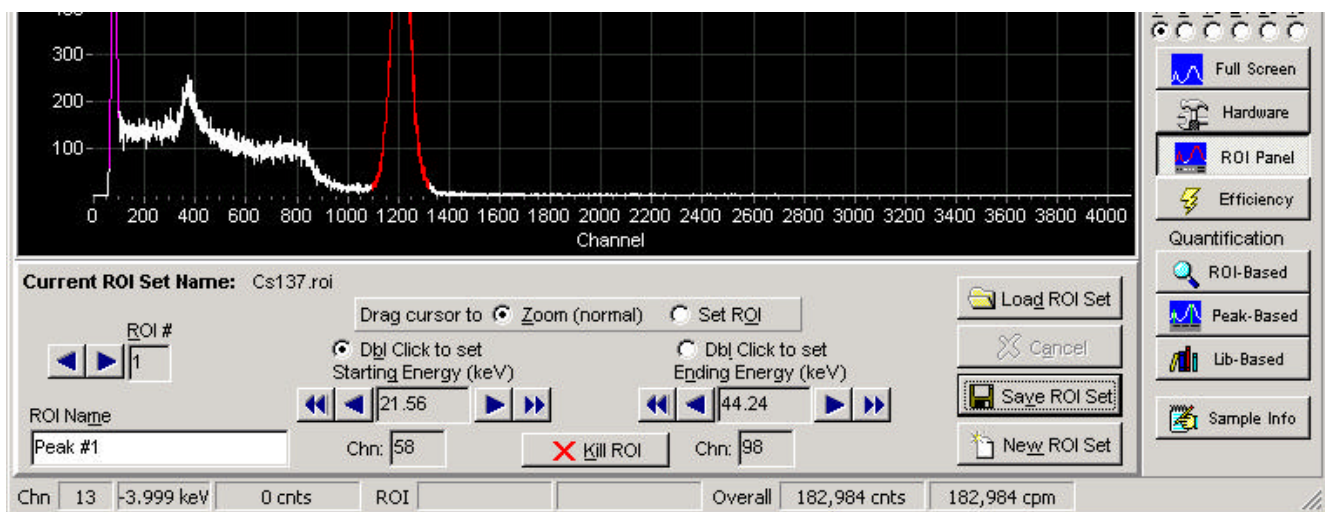 300
200
100
0 200 400 600 800 1000 1200 1400 1600 1800 2000 2200 2400 2600 2800 3000 3200 3400 3600 3800 4000
Channel
Full Screen
Hardware
ROI Panel
Efficiency
Quantification
ROI-Based
Peak-Based
Lib-Based
Sample Info
Current ROI Set Name: Cs137.roi
Drag cursor to Zoom (normal) Set ROI
ROI #
1
Dbl Click to set
Starting Energy (keV)
21.56
Chn: 58
Dbl Click to set
Ending Energy (keV)
44.24
Chn: 98
ROI Name
Peak #1
Kill ROI
Load ROI Set
Cancel
Save ROI Set
New ROI Set
Chn 13 -3.999 keV 0 cnts ROI Overall 182,984 cnts 182,984 cpm